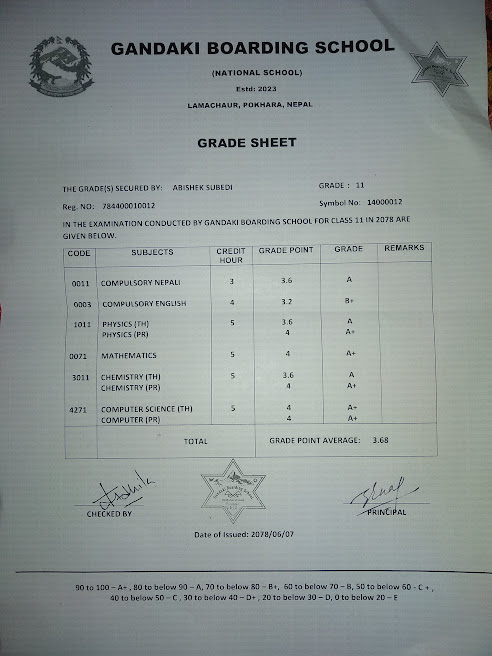 GANDAKI BOARDING SCHOOL
(NATIONAL SCHOOL)
Estd: 2023
LAMACHAUR, POKHARA, NEPAL
GRADE SHEET
THE GRADE(S) SECURED BY: ABISHEK SUBEDI GRADE : 11
Reg. NO: 784400010012 Symbol No: 14000012
IN THE EXAMINATION CONDUCTED BY GANDAKI BOARDING SCHOOL FOR CLASS 11 IN 2078 ARE
GIVEN BELOW.
CODE SUBJECTS CREDIT HOUR GRADE POINT GRADE REMARKS
0011 COMPULSORY NEPALI 3 3.6 A
0003 COMPULSORY ENGLISH 4 3.2 B+
1011 PHYSICS (TH) 5 3.6 A
PHYSICS (PR) 4 A+
0071 MATHEMATICS 5 4 A+
3011 CHEMISTRY (TH) 5 3.6 A
CHEMISTRY (PR) 4 A+
4271 COMPUTER SCIENCE (TH) 5 4 A+
COMPUTER (PR) 4 A+
TOTAL GRADE POINT AVERAGE: 3.68
CHECKED BY PRINCIPAL
Date of Issued: 2078/06/07
90 to 100 – A+ , 80 to below 90 – A, 70 to below 80 – B+, 60 to below 70 – B, 50 to below 60 - C + ,
40 to below 50 – C , 30 to below 40 – D+ , 20 to below 30 – D, 0 to below 20 – E